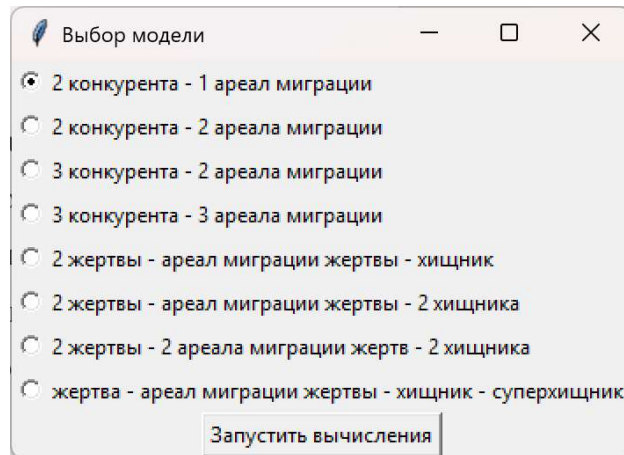 Выбор модели
2 конкурента - 1 ареал миграции
2 конкурента - 2 ареала миграции
3 конкурента - 2 ареала миграции
3 конкурента - 3 ареала миграции
2 жертвы - ареал миграции жертвы - хищник
2 жертвы - ареал миграции жертвы - 2 хищника
2 жертвы - 2 ареала миграции жертв - 2 хищника
жертва - ареал миграции жертвы - хищник - суперхищник
Запустить вычисления